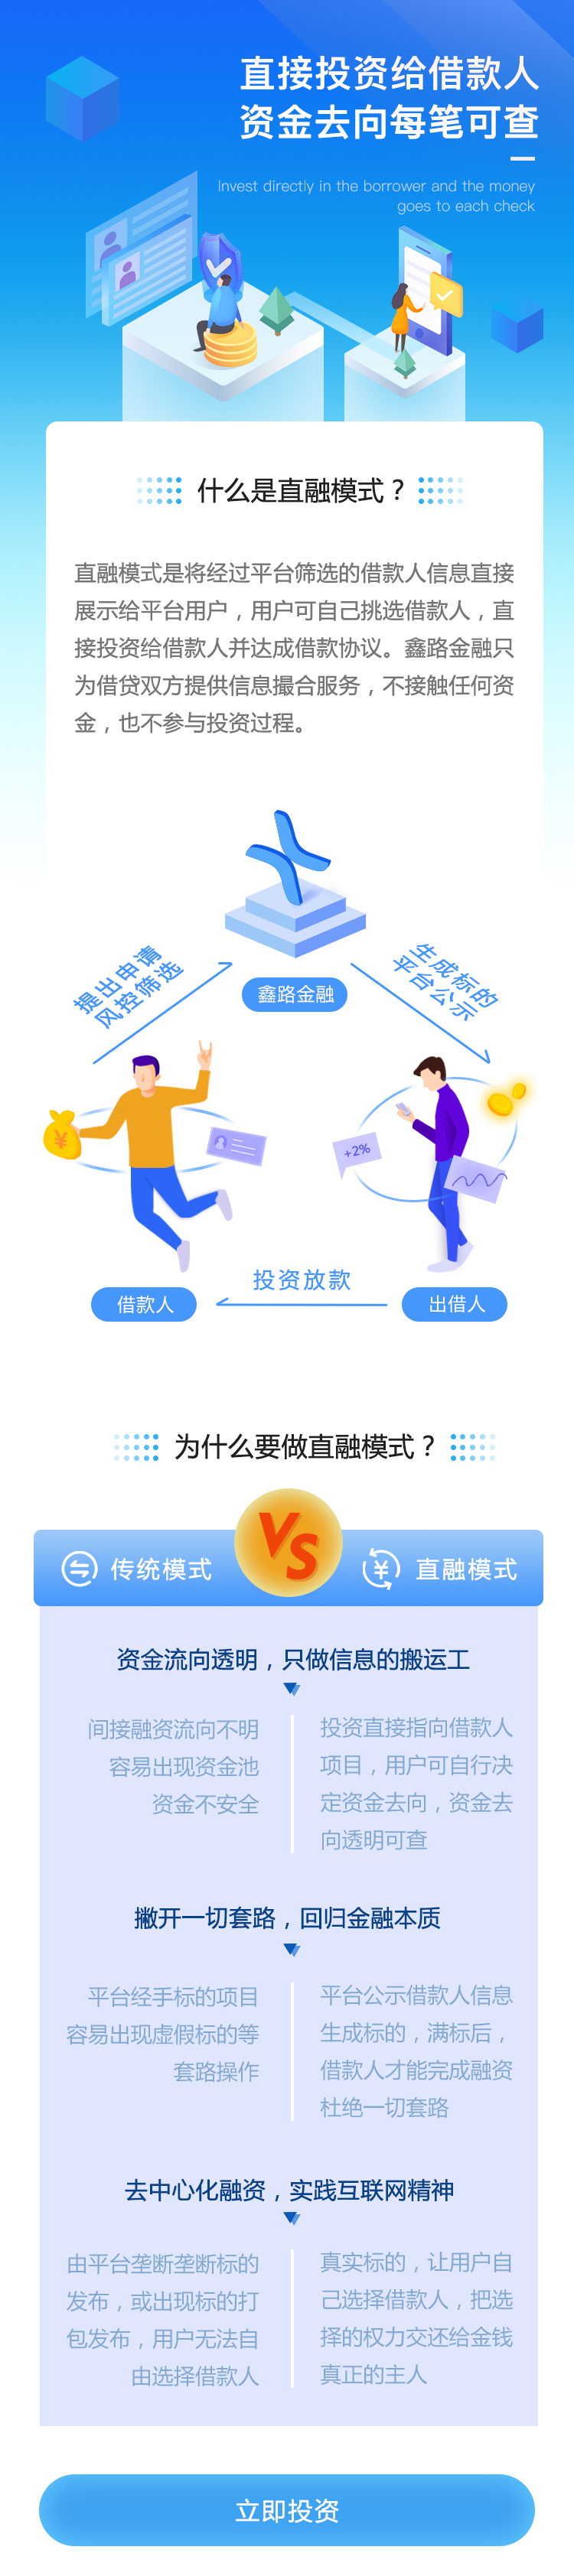 直接投资给借款人
资金去向每笔可查
Invest directly in the borrower and the money
goes to each check
什么是直融模式？
直融模式是将经过平台筛选的借款人信息直接
展示给平台用户，用户可自己挑选借款人，直
接投资给借款人并达成借款协议。鑫路金融只
为借贷双方提供信息撮合服务，不接触任何资
金，也不参与投资过程。
提出申请
风控筛选
生成标的
平台公示
鑫路金融
¥
+2%
投资放款
借款人
出借人
为什么要做直融模式？
传统模式
VS
¥
直融模式
资金流向透明，只做信息的搬运工
间接融资流向不明
容易出现资金池
资金不安全
投资直接指向借款人
项目，用户可自行决
定资金去向，资金去
向透明可查
撇开一切套路，回归金融本质
平台经手标的项目
容易出现虚假标的等
套路操作
平台公示借款人信息
生成标的，满标后，
借款人才能完成融资
杜绝一切套路
去中心化融资，实践互联网精神
由平台垄断垄断标的
发布，或出现标的打
包发布，用户无法自
由选择借款人
真实标的，让用户自
己选择借款人，把选
择的权力交还给金钱
真正的主人
立即投资